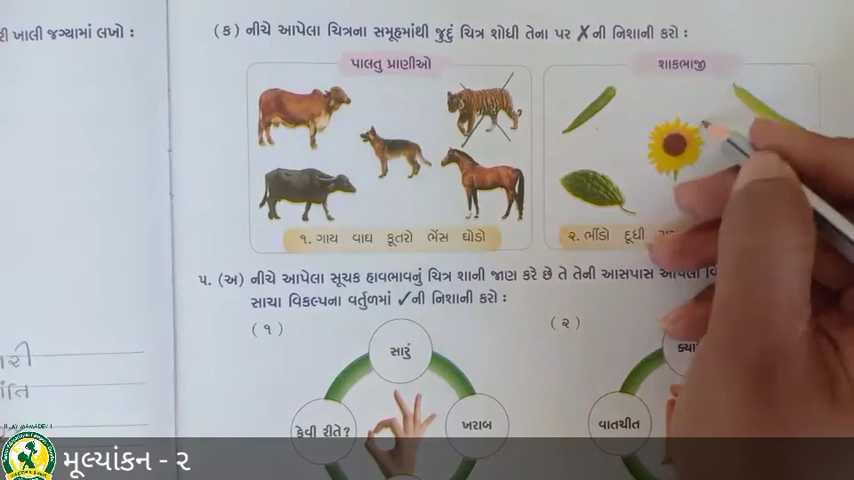 રી ખાલી જગ્યામાં લખો :
(ક) નીચે આપેલા ચિત્રના સમૂહમાંથી જુદું ચિત્ર શોધી તેના પર ✗ની નિશાની કરો :
પાલતુ પ્રાણીઓ
શાકભાજી
૧. ગાય વાઘ કૂતરો ભેંસ ઘોડો
૨. ભીંડો દૂધી
૫. (અ) નીચે આપેલા સૂચક હાવભાવનું ચિત્ર શાની જાણ કરે છે તે તેની આસપાસ આપેલા
સાચા વિકલ્પના વર્તુળમાં ✓ની નિશાની કરો :
(૧)
(૨)
સારું
ક્યા
કેવી રીતે?
ખરાબ
વાતચીત
રી
ાંતિ
મૂલ્યાંકન - ૨